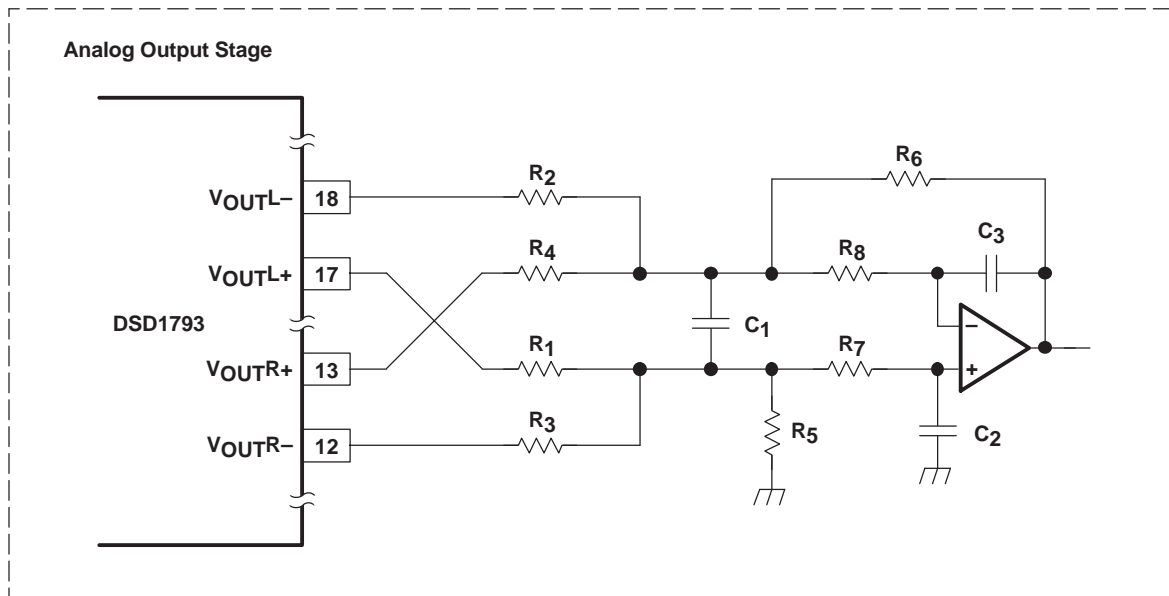 Analog Output Stage
R6
R2
VOUTL– 18
C3
R4
R8
VOUTL+ 17
–
C1
DSD1793
R1
R7
VOUTR+ 13
+
R3
R5
C2
VOUTR– 12